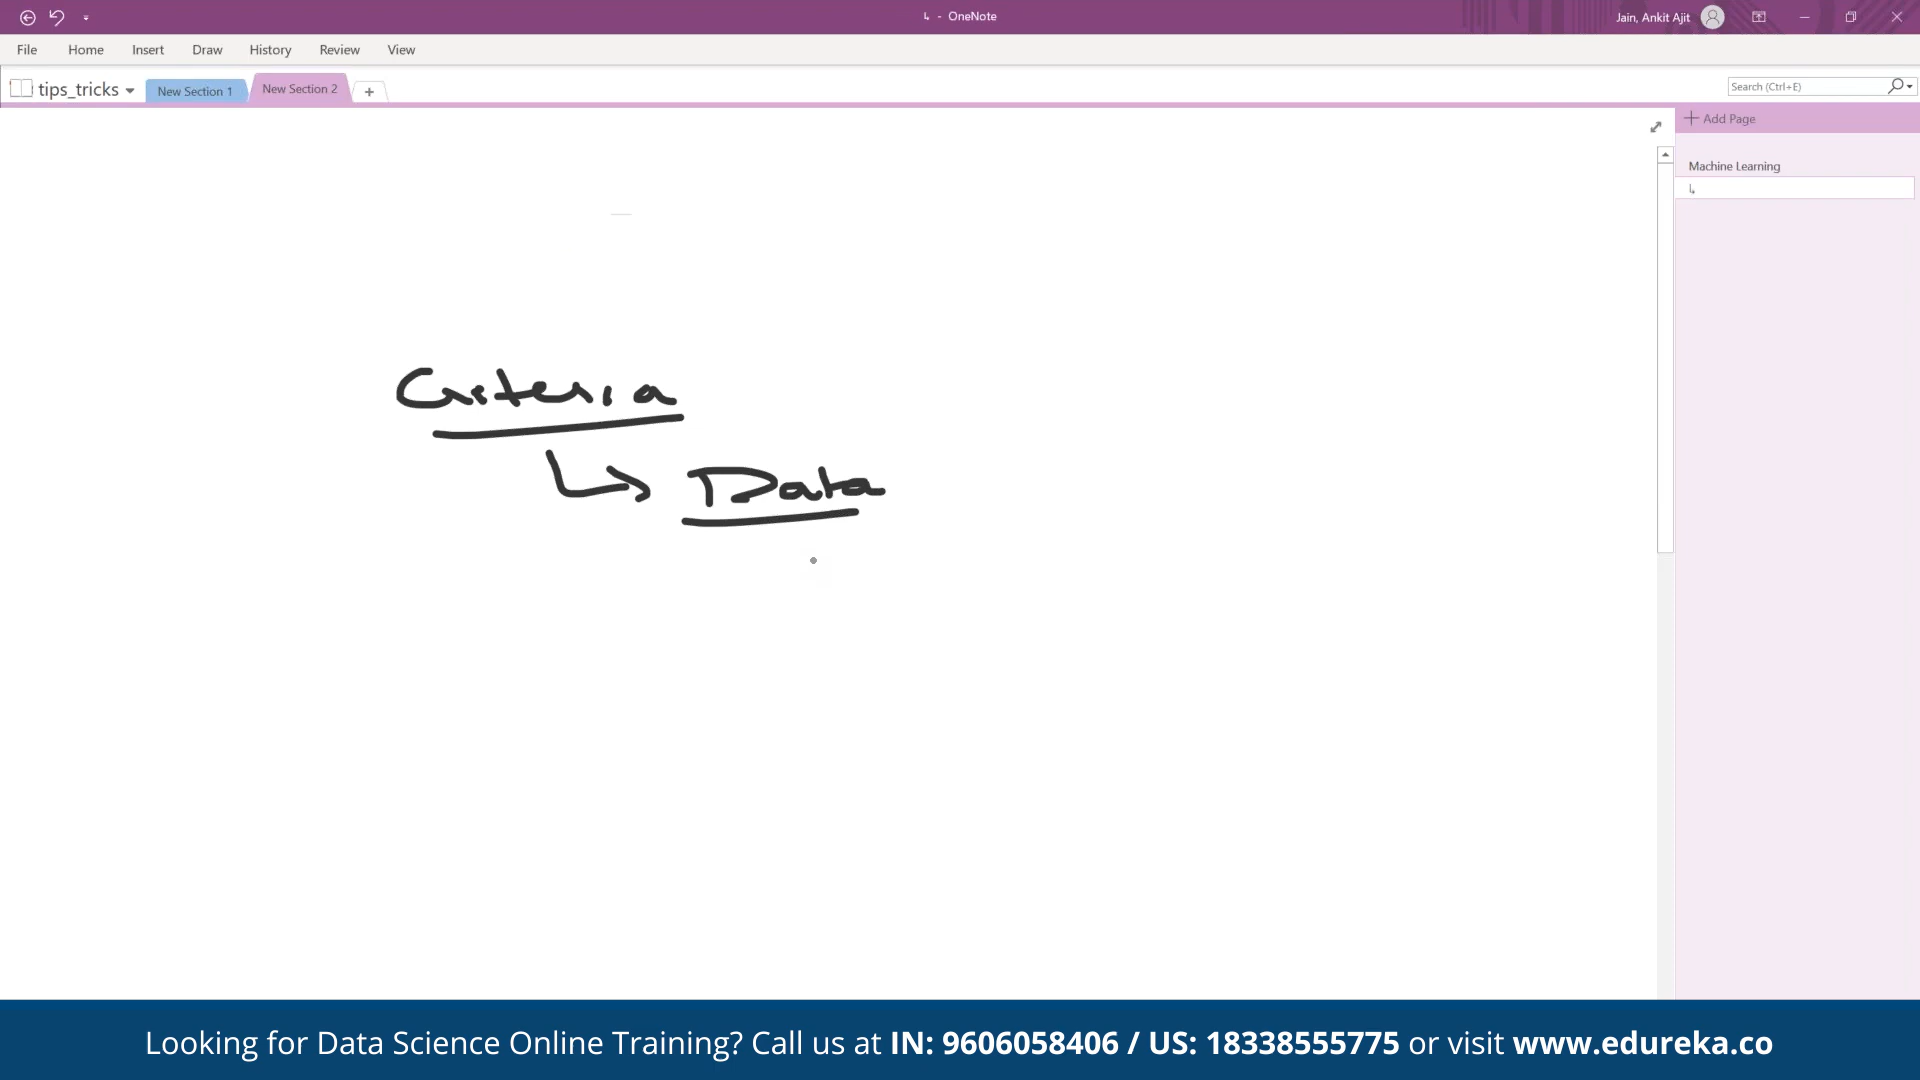 ↳ - OneNote
Jain, Ankit Ajit
File Home Insert Draw History Review View
tips_tricks New Section 1 New Section 2 +
Search (Ctrl+E)
Add Page
Machine Learning
↳
Criteria
↳ Data
Looking for Data Science Online Training? Call us at IN: 9606058406 / US: 18338555775 or visit www.edureka.co